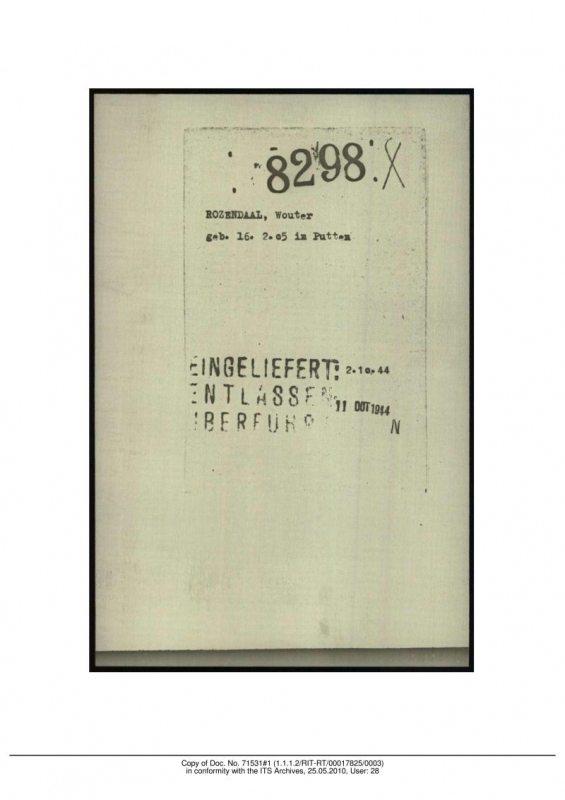 8298. X
ROZENDAAL, Wouter
geb. 16. 2.05 in Putten
EINGELIEFERT: 2.10.44
ENTLASSEN 11 OCT 1944
N
Copy of Doc. No. 71531#1 (1.1.1.2/RIT-RT/00017825/0003)
in conformity with the ITS Archives, 25.05.2010, User: 28